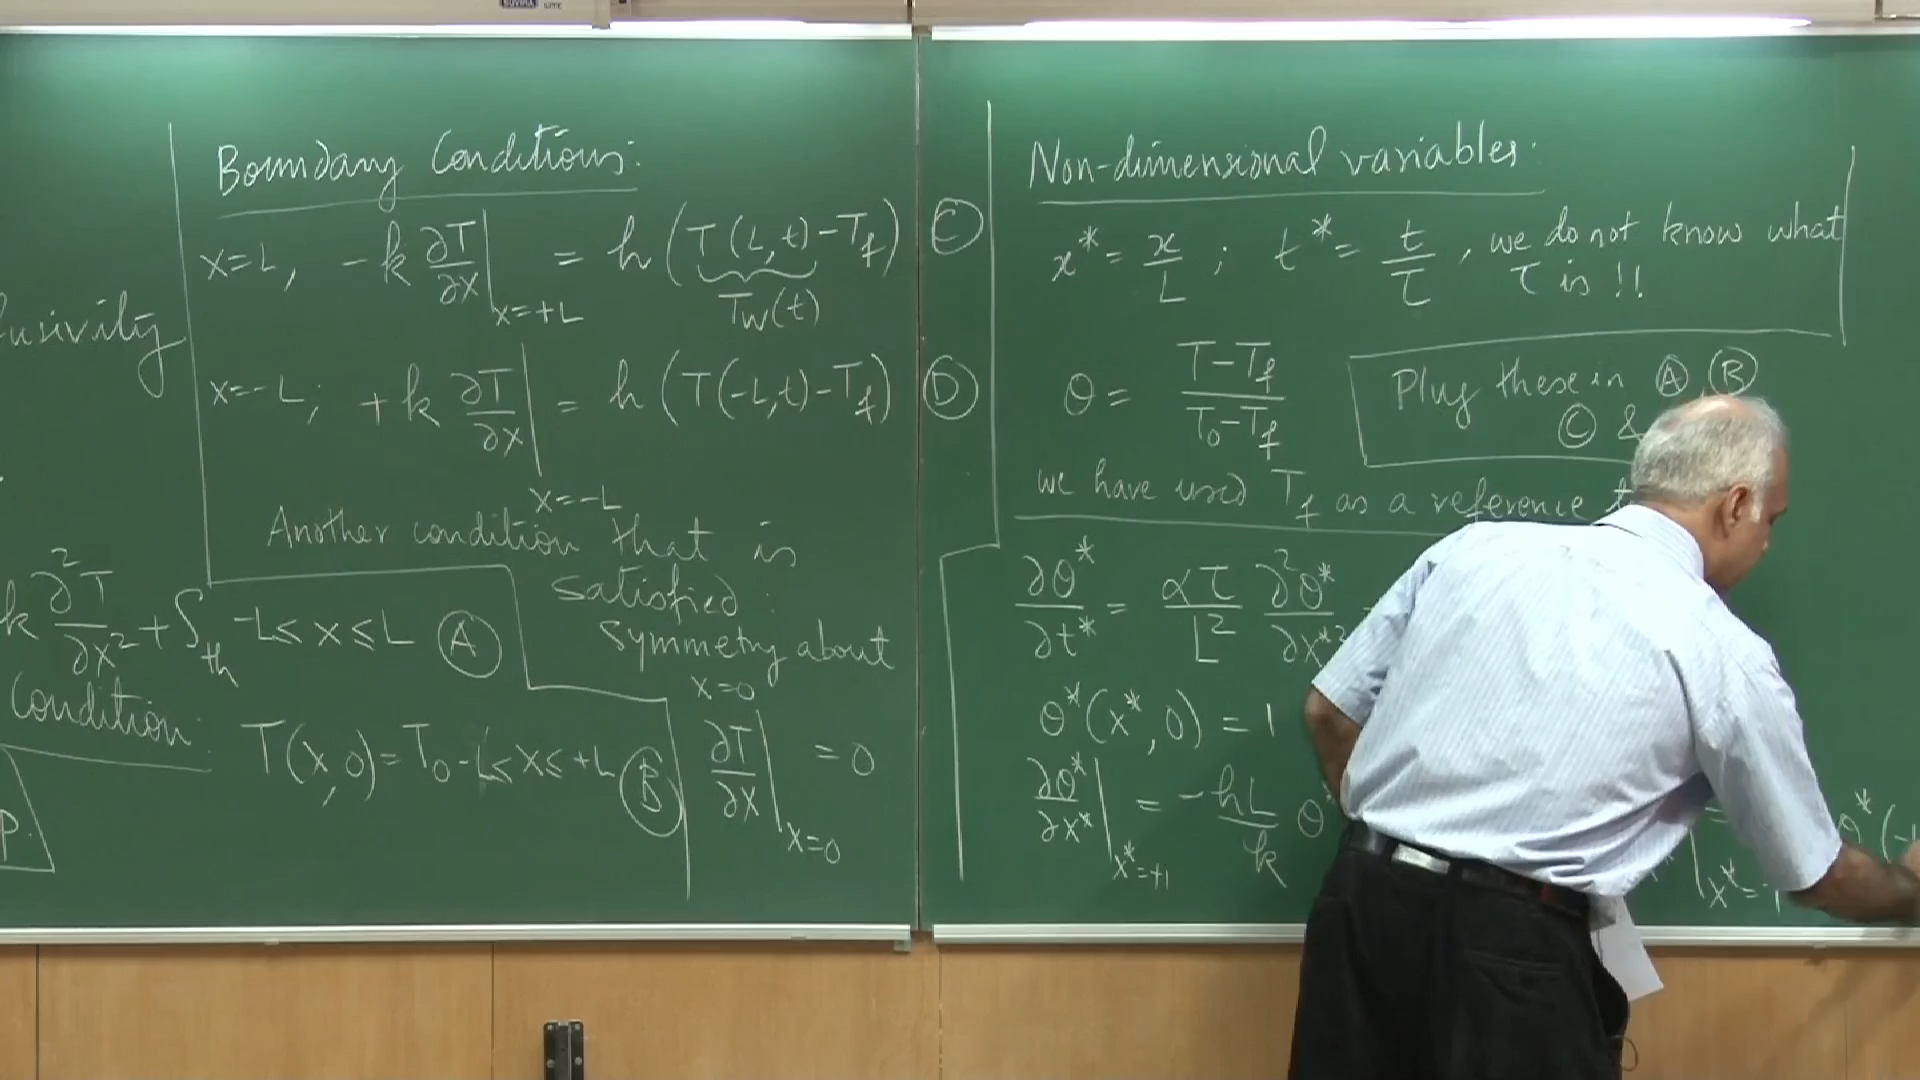 Boundary Conditions:
x=L, -k ∂T/∂x |x=+L = h(T(L,t)-Tf) (C)
Tw(t)
x=-L; +k ∂T/∂x |x=-L = h(T(-L,t)-Tf) (D)
Another condition that is
satisfied:
symmetry about
x=0
∂T/∂x |x=0 = 0
k ∂²T/∂x² + Sth -L≤x≤L (A)
Condition:
T(x,0)=T0 -L≤x≤+L (B)
Non-dimensional variables:
x*= x/L ; t*= t/τ , we do not know what
τ is !!
θ= (T-Tf)/(T0-Tf)
Plug these in (A) (B)
(C) &
we have used Tf as a reference
∂θ*/∂t* = ατ/L² ∂²θ*/∂x*²
θ*(x*,0) = 1
∂θ*/∂x* |x*=+1 = -hL/k θ*
x*=-1
θ*(-1